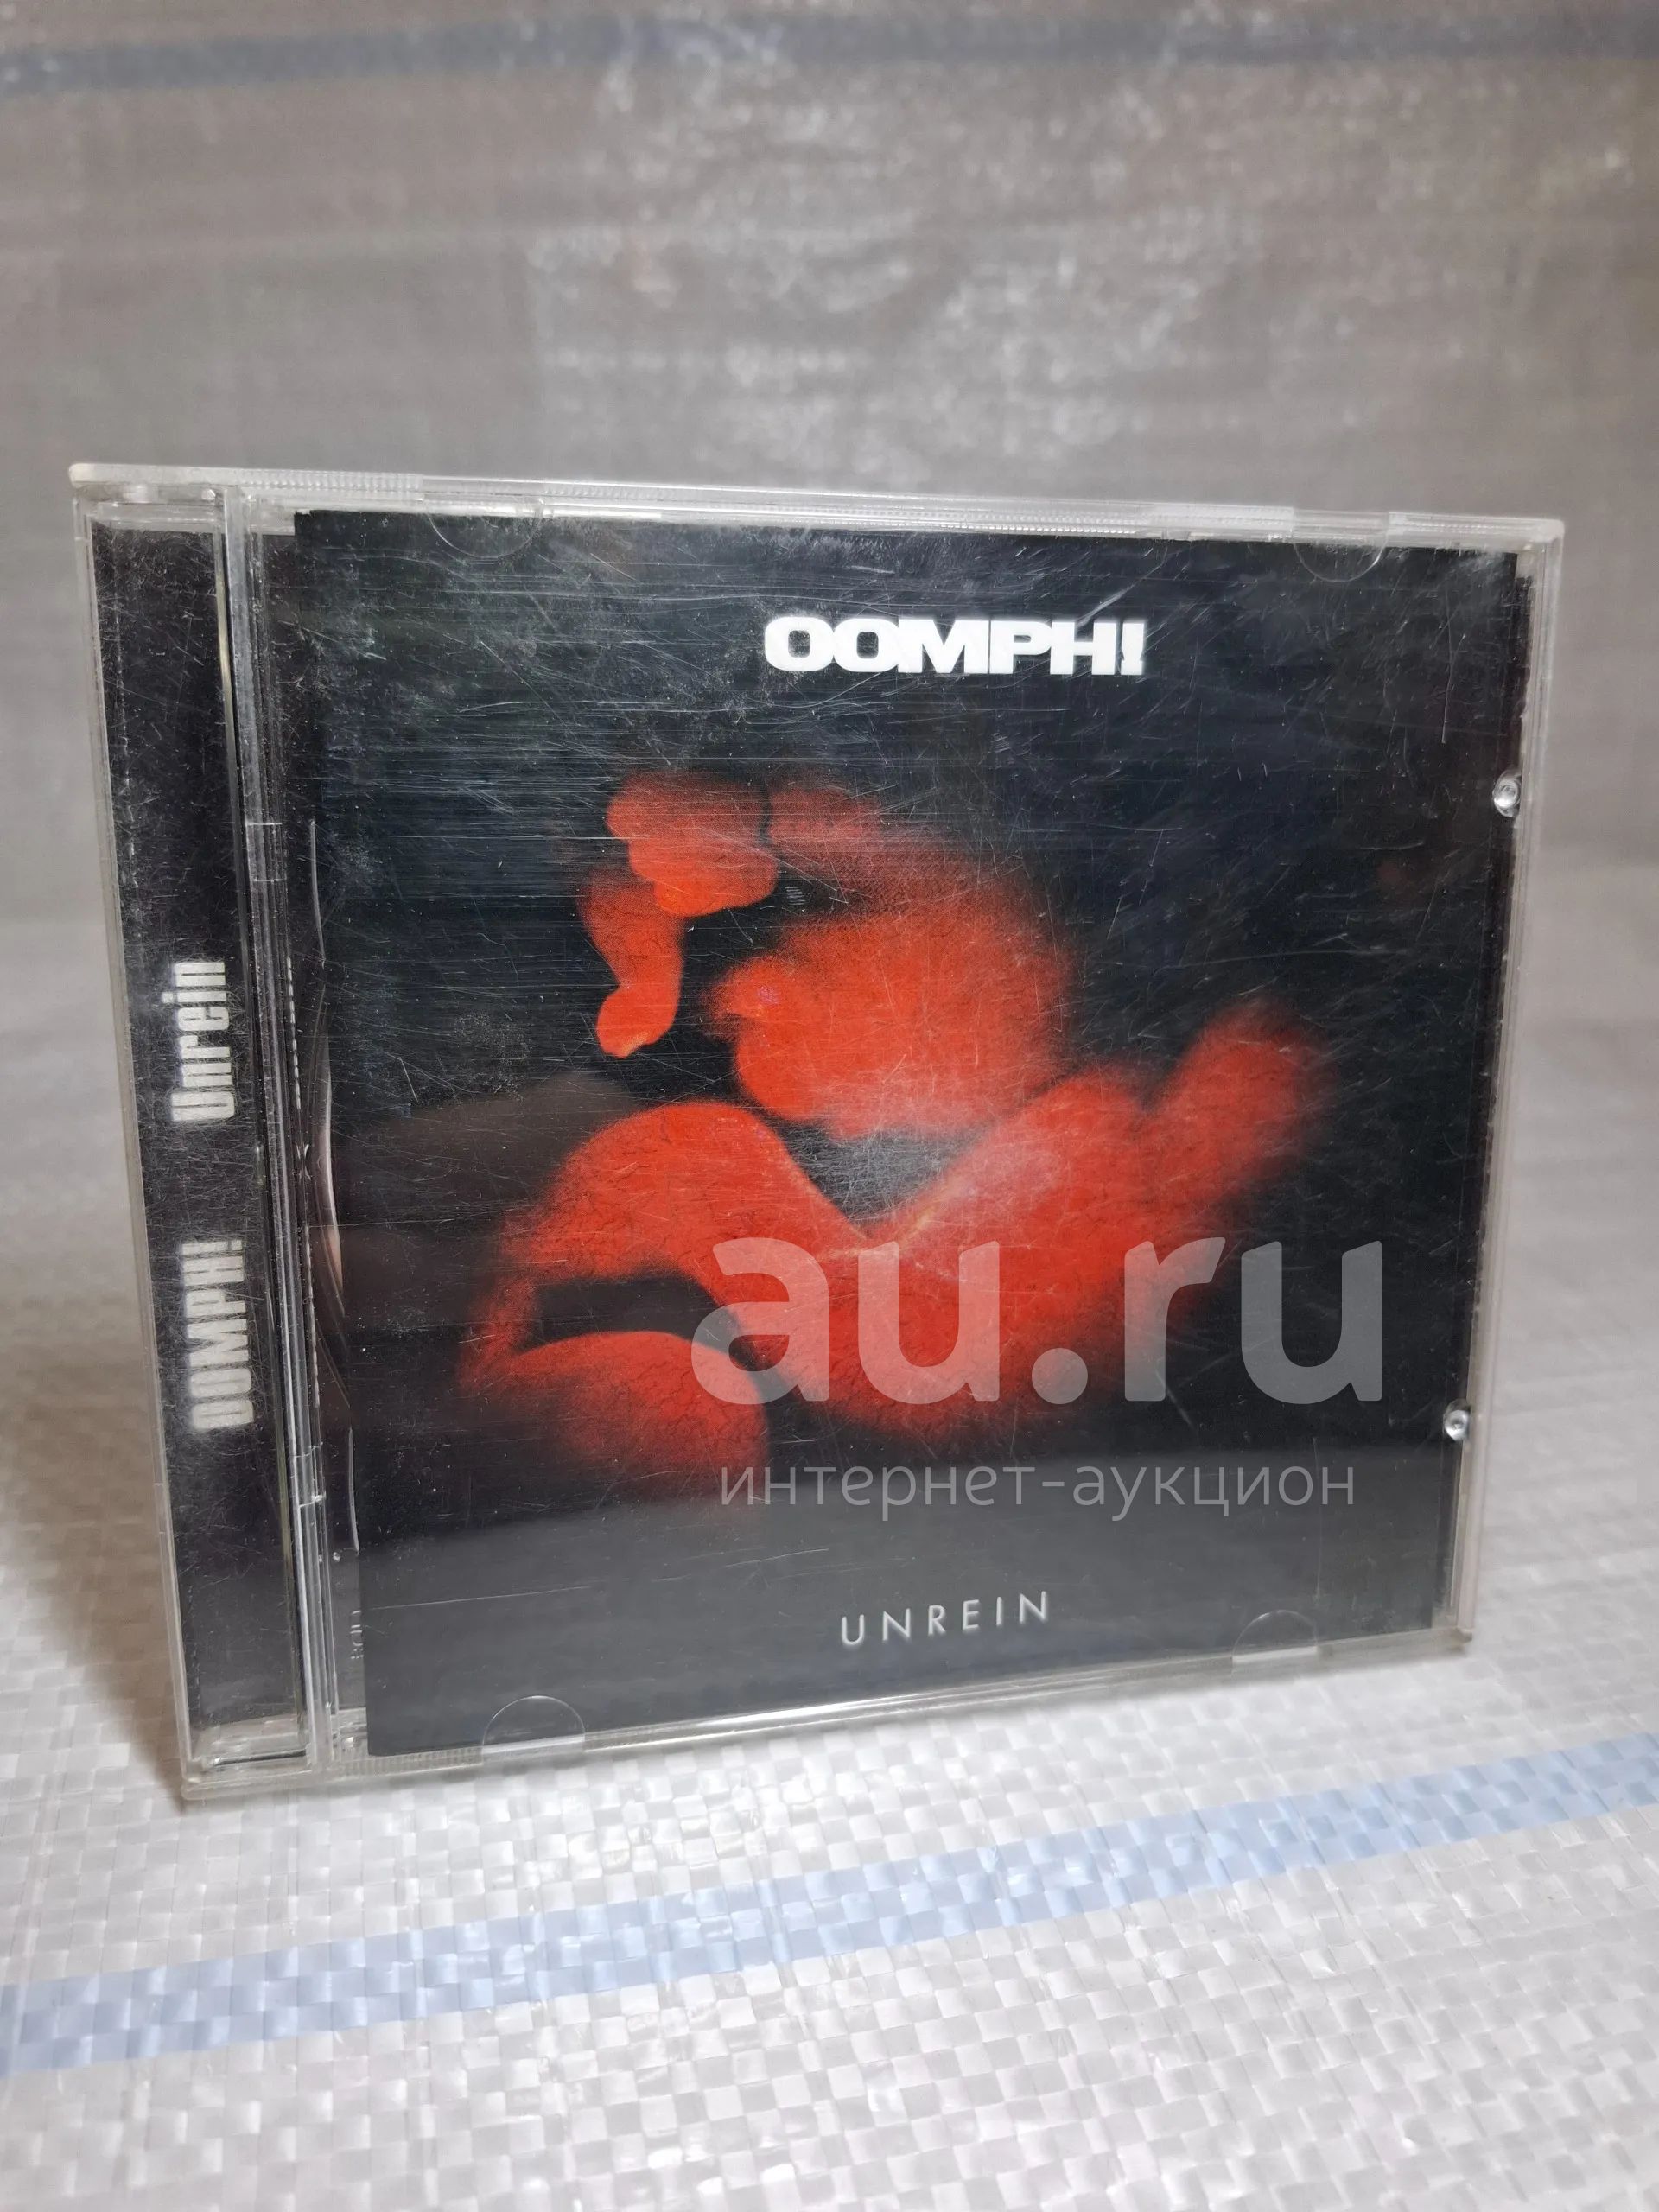 OOMPH!
OOMPH! Unrein
au.ru
интернет-аукцион
UNREIN